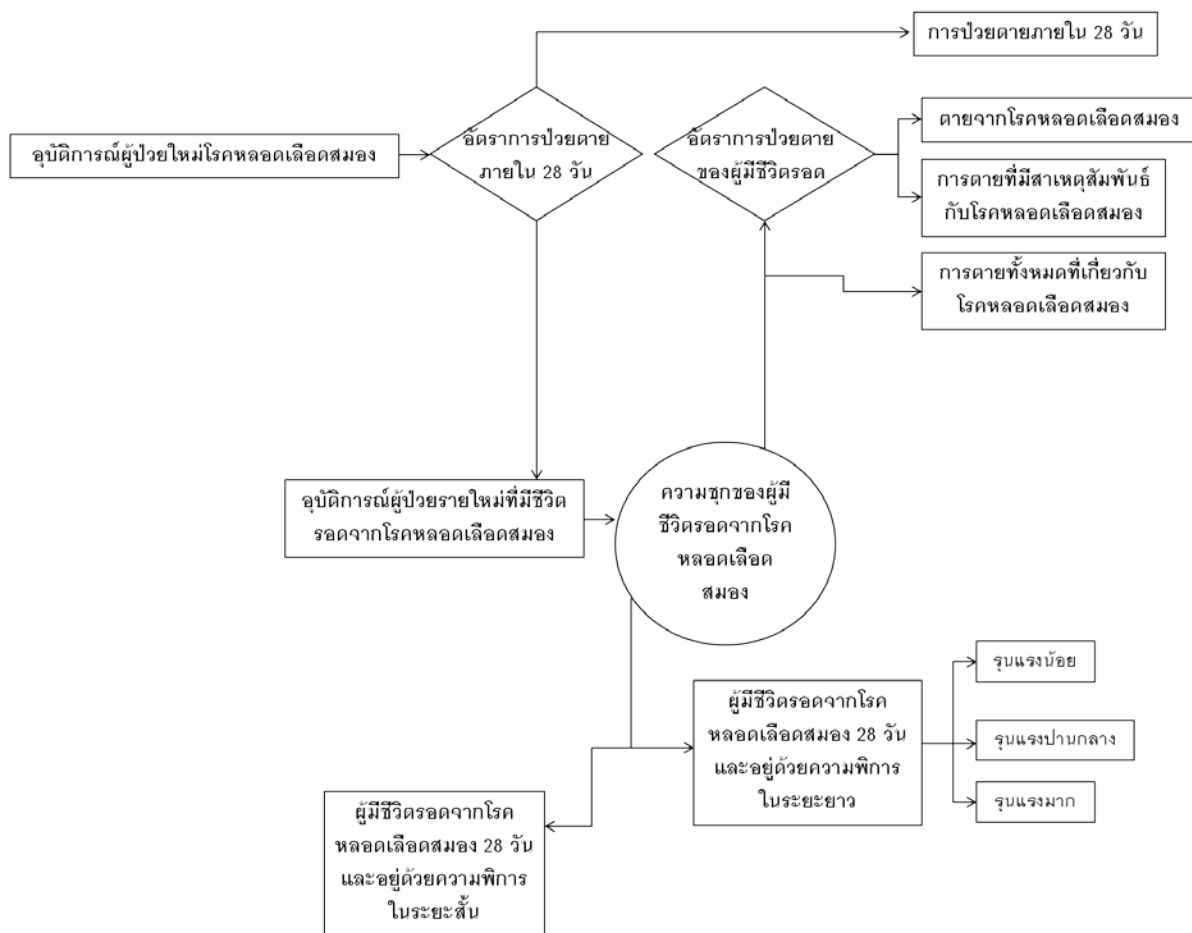 การป่วยตายภายใน 28 วัน
อุบัติการณ์ผู้ป่วยใหม่โรคหลอดเลือดสมอง
อัตราการป่วยตาย
ภายใน 28 วัน
อัตราการป่วยตาย
ของผู้มีชีวิตรอด
ตายจากโรคหลอดเลือดสมอง
การตายที่มีสาเหตุสัมพันธ์
กับโรคหลอดเลือดสมอง
การตายทั้งหมดที่เกี่ยวกับ
โรคหลอดเลือดสมอง
อุบัติการณ์ผู้ป่วยรายใหม่ที่มีชีวิต
รอดจากโรคหลอดเลือดสมอง
ความชุกของผู้มี
ชีวิตรอดจากโรค
หลอดเลือด
สมอง
ผู้มีชีวิตรอดจากโรค
หลอดเลือดสมอง 28 วัน
และอยู่ด้วยความพิการ
ในระยะยาว
รุนแรงน้อย
รุนแรงปานกลาง
รุนแรงมาก
ผู้มีชีวิตรอดจากโรค
หลอดเลือดสมอง 28 วัน
และอยู่ด้วยความพิการ
ในระยะสั้น